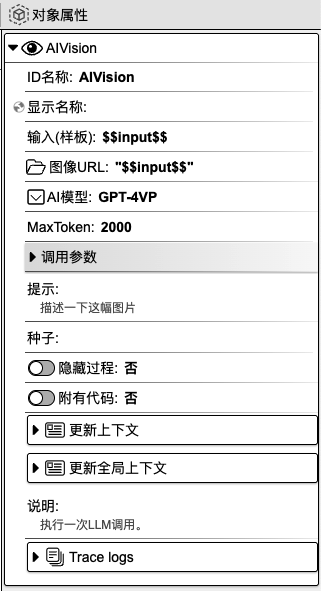 对象属性
AIVision
ID名称: AIVision
显示名称:
输入(样板): $$input$$
图像URL: "$$input$$"
AI模型: GPT-4VP
MaxToken: 2000
调用参数
提示:
描述一下这幅图片
种子:
隐藏过程: 否
附有代码: 否
更新上下文
更新全局上下文
说明:
执行一次LLM调用。
Trace logs